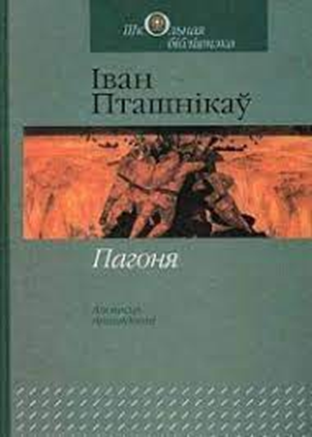 Школьная
бібліятэка
Іван
Пташнікаў
Пагоня